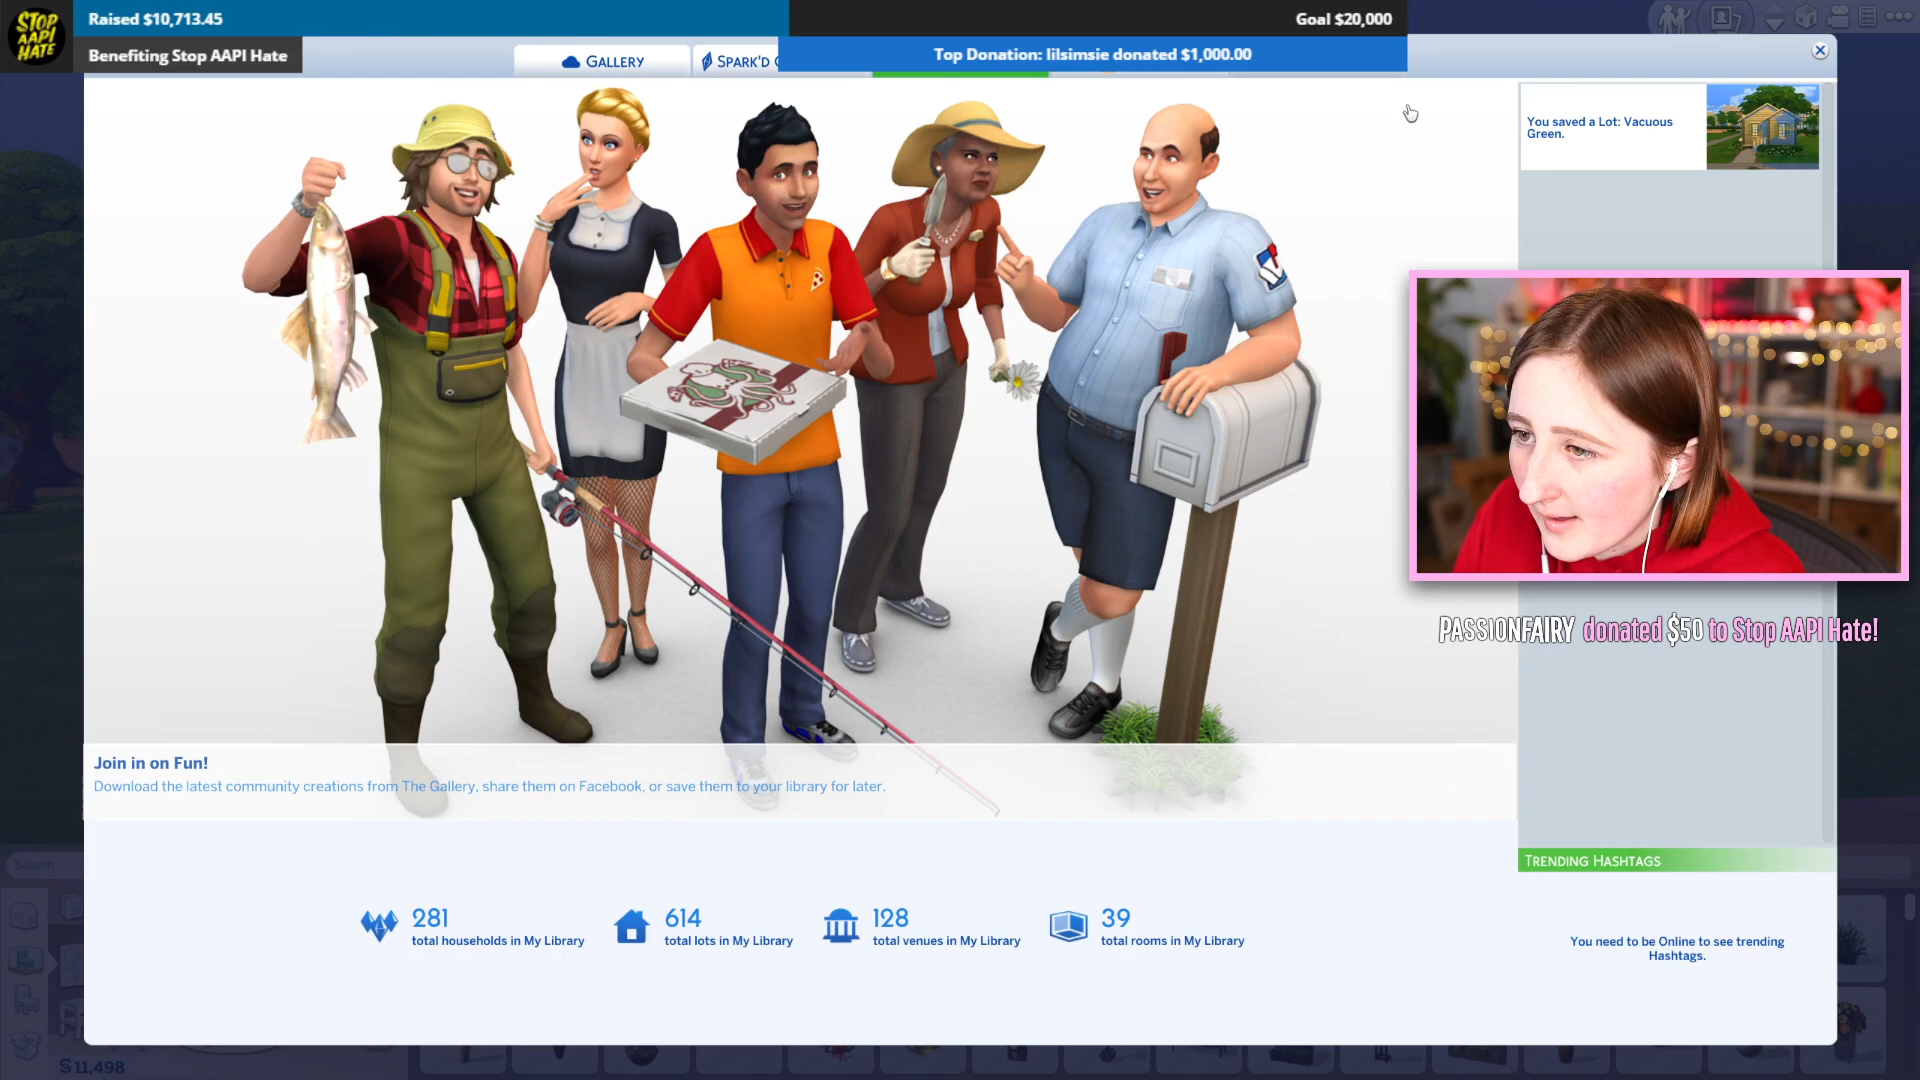 STOP
AAPI
HATE
Raised $10,713.45
Goal $20,000
Benefiting Stop AAPI Hate
Top Donation: lilsimsie donated $1,000.00
GALLERY
SPARK'D
You saved a Lot: Vacuous
Green.
PASSIONFAIRY donated $50 to Stop AAPI Hate!
Join in on Fun!
Download the latest community creations from The Gallery, share them on Facebook, or save them to your library for later.
TRENDING HASHTAGS
Search
281
total households in My Library
614
total lots in My Library
128
total venues in My Library
39
total rooms in My Library
You need to be Online to see trending
Hashtags.
§11,498